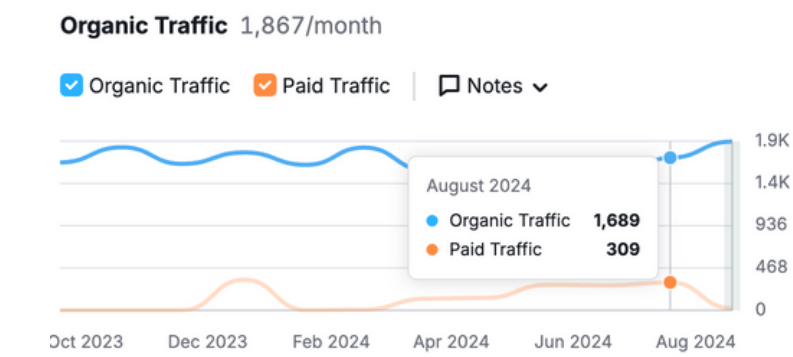 Organic Traffic 1,867/month
Organic Traffic Paid Traffic Notes
1.9K
August 2024
1.4K
Organic Traffic 1,689
936
Paid Traffic 309
468
0
Oct 2023 Dec 2023 Feb 2024 Apr 2024 Jun 2024 Aug 2024